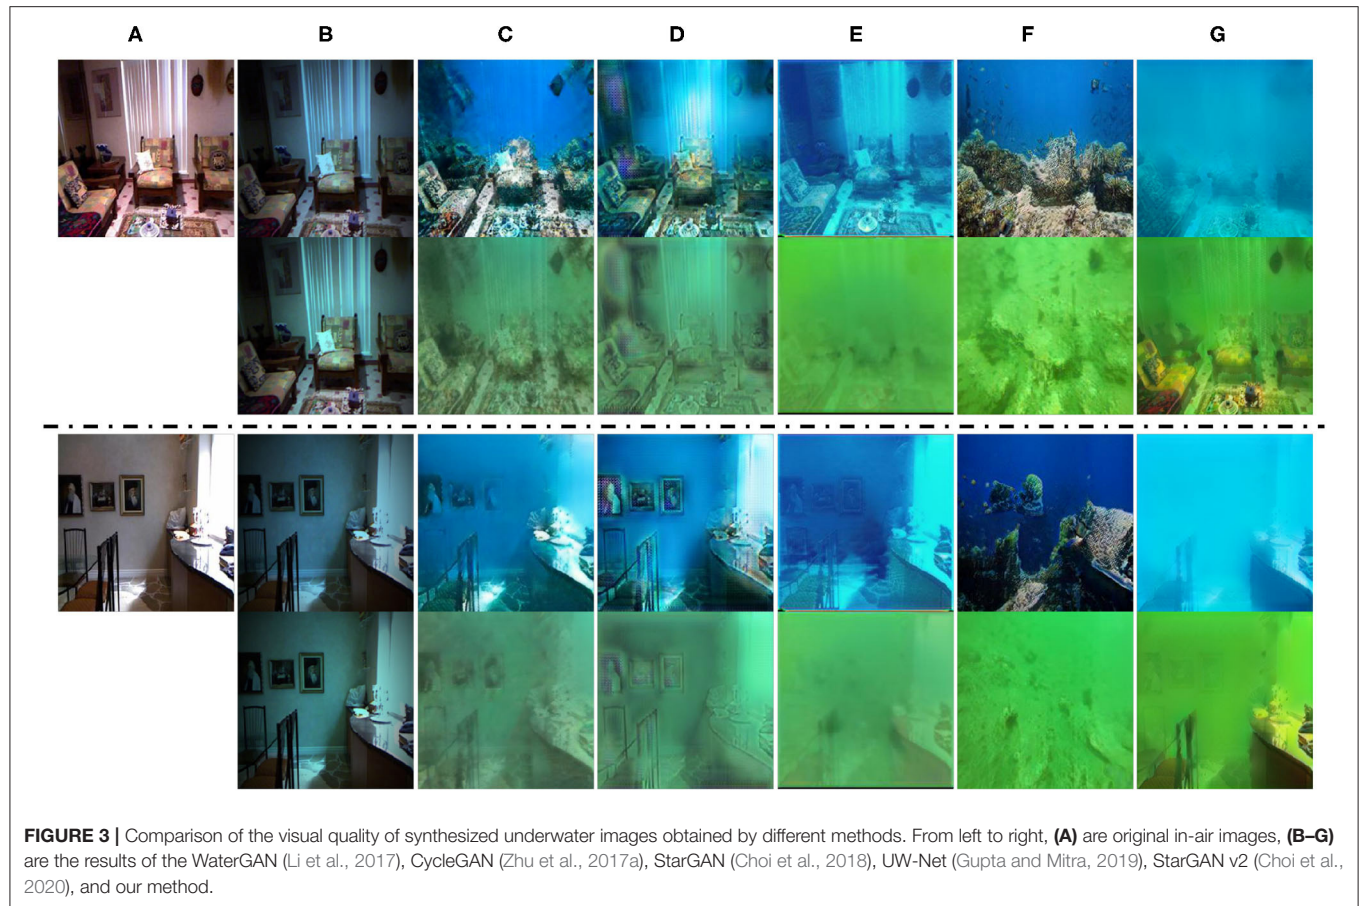 A B C D E F G
FIGURE 3 | Comparison of the visual quality of synthesized underwater images obtained by different methods. From left to right, (A) are original in-air images, (B–G)
are the results of the WaterGAN (Li et al., 2017), CycleGAN (Zhu et al., 2017a), StarGAN (Choi et al., 2018), UW-Net (Gupta and Mitra, 2019), StarGAN v2 (Choi et al.,
2020), and our method.